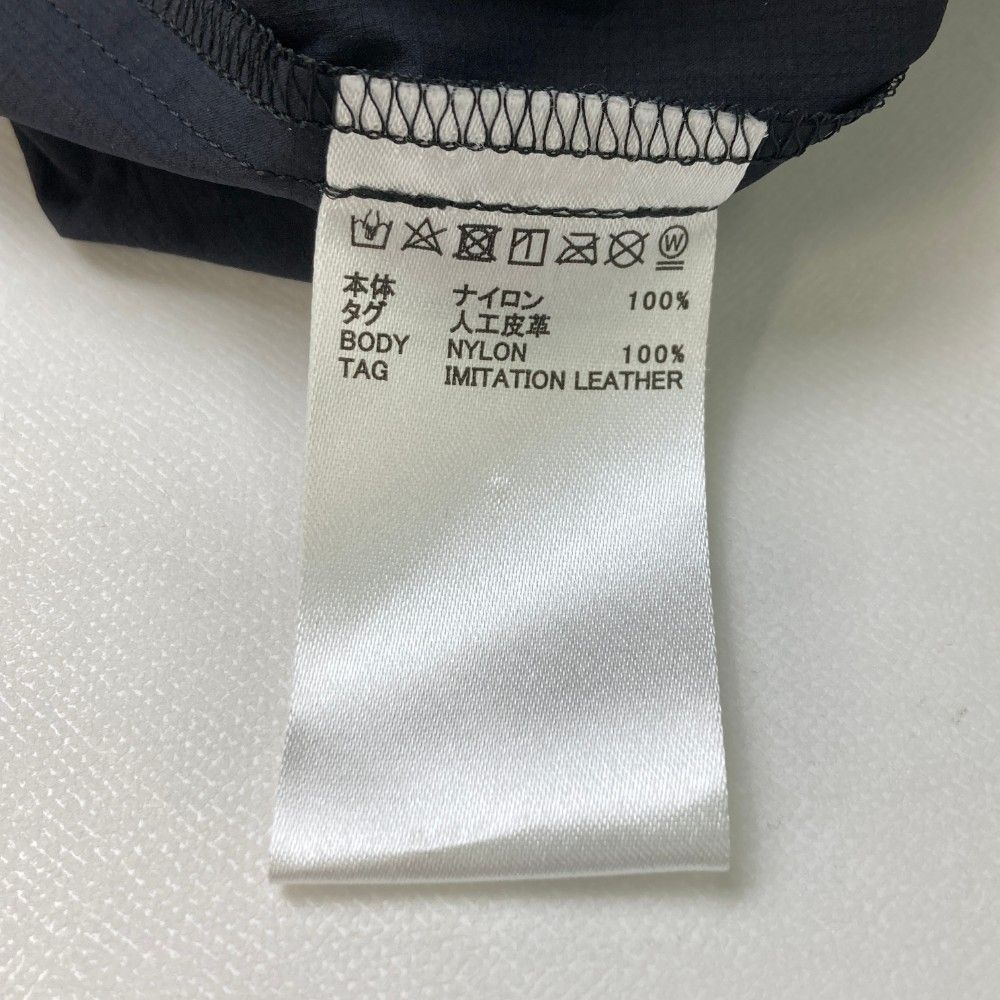 W
本体 ナイロン 100%
タグ 人工皮革
BODY NYLON 100%
TAG IMITATION LEATHER